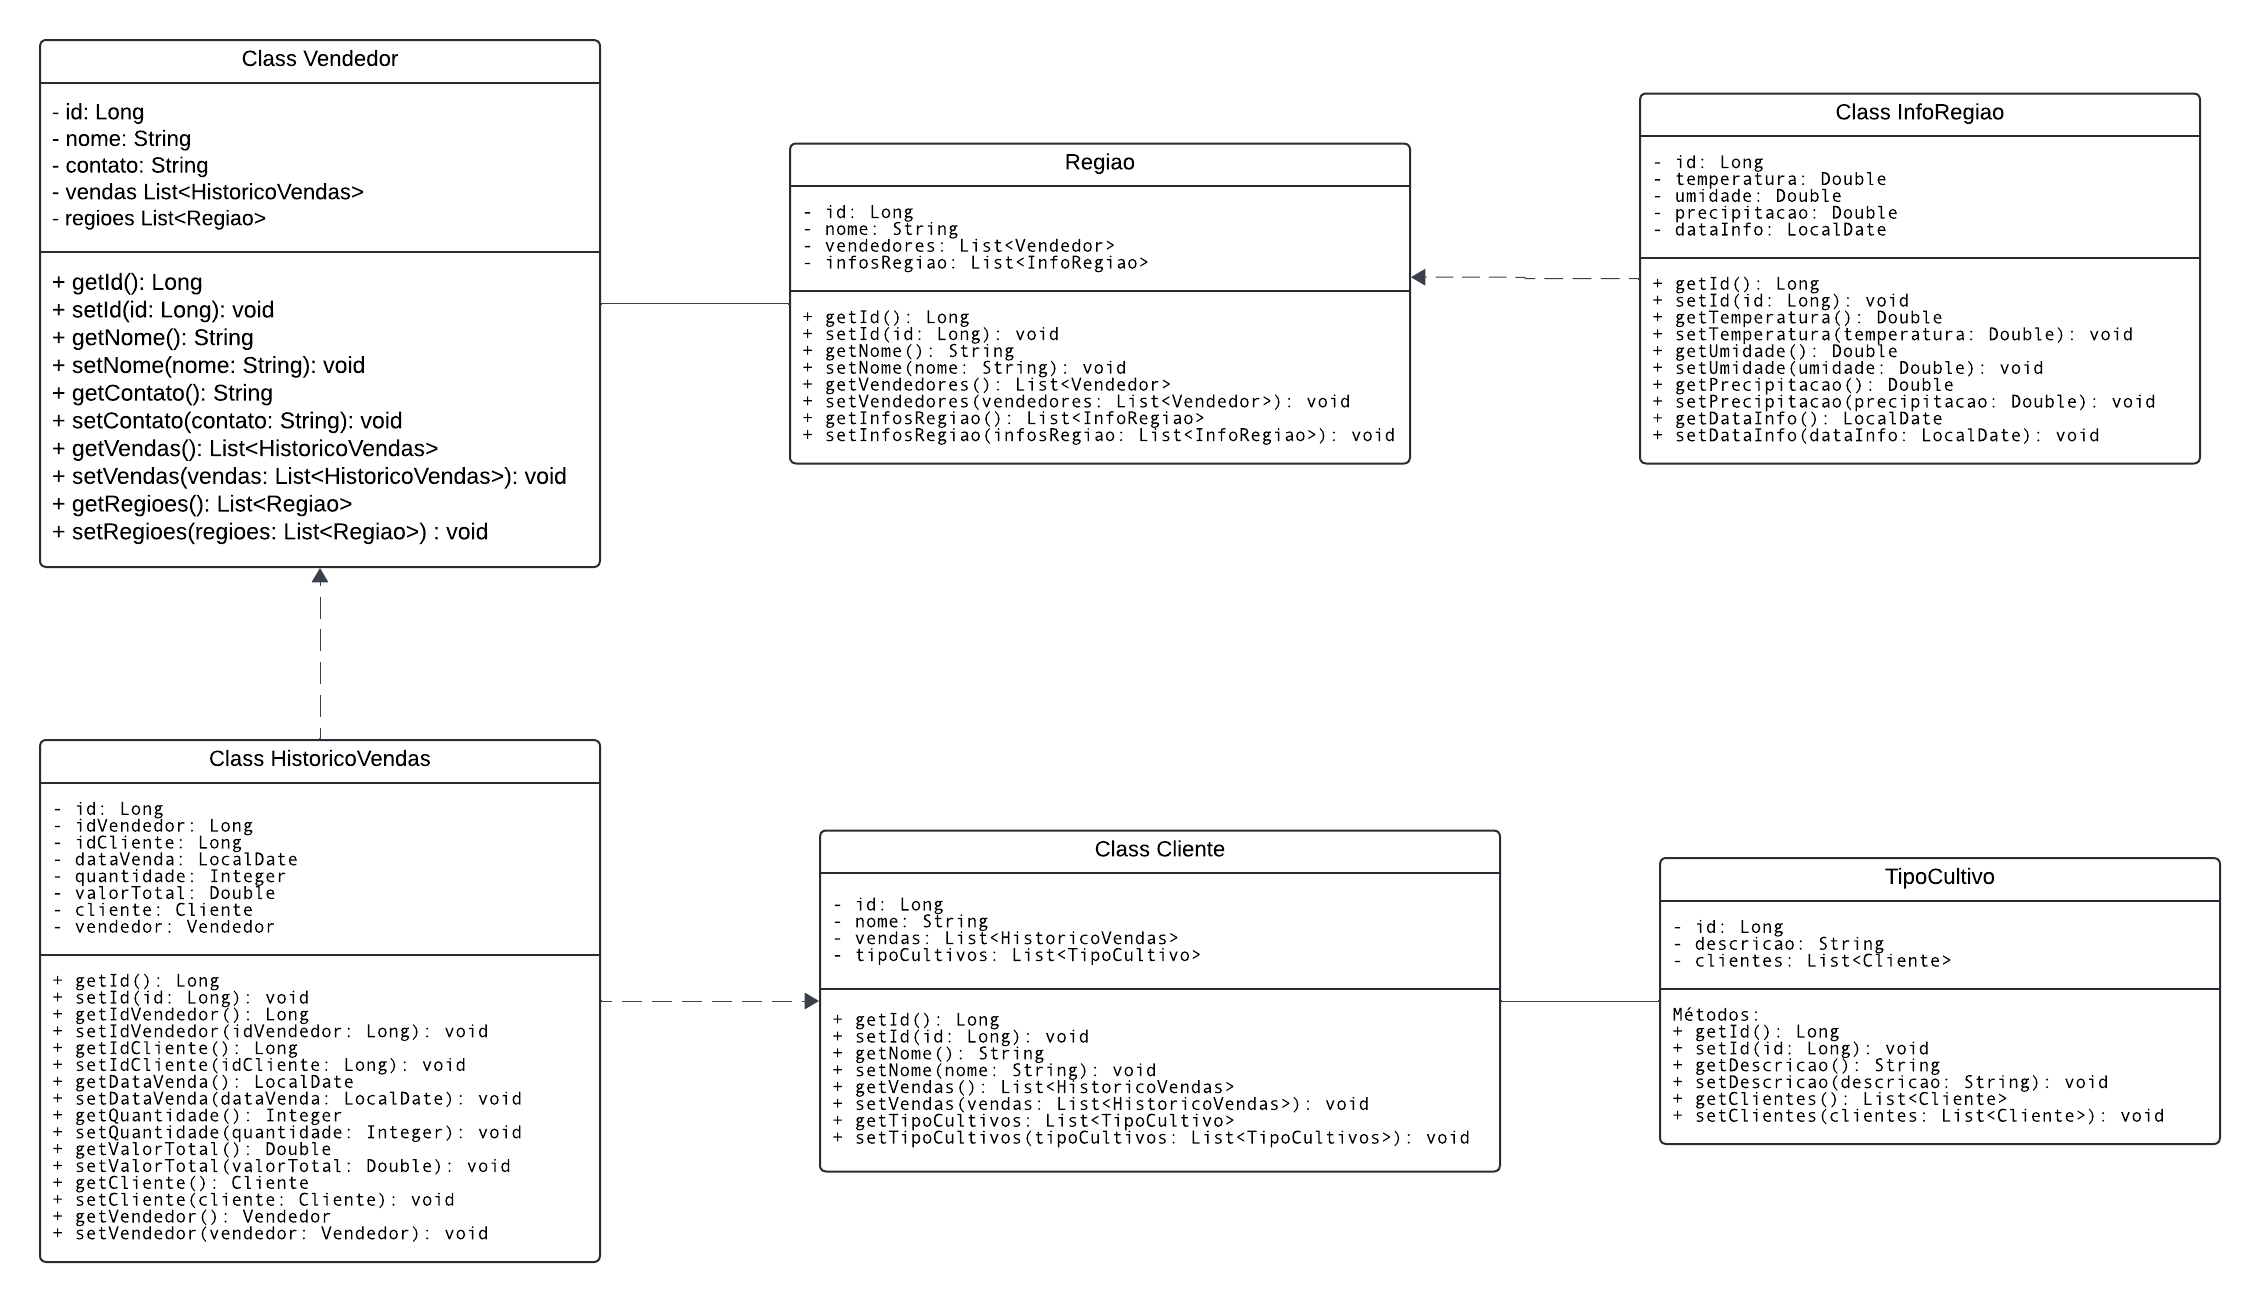 Class Vendedor
- id: Long
- nome: String
- contato: String
- vendas List<HistoricoVendas>
- regioes List<Regiao>
+ getId(): Long
+ setId(id: Long): void
+ getNome(): String
+ setNome(nome: String): void
+ getContato(): String
+ setContato(contato: String): void
+ getVendas(): List<HistoricoVendas>
+ setVendas(vendas: List<HistoricoVendas>): void
+ getRegioes(): List<Regiao>
+ setRegioes(regioes: List<Regiao>) : void
Regiao
- id: Long
- nome: String
- vendedores: List<Vendedor>
- infosRegiao: List<InfoRegiao>
+ getId(): Long
+ setId(id: Long): void
+ getNome(): String
+ setNome(nome: String): void
+ getVendedores(): List<Vendedor>
+ setVendedores(vendedores: List<Vendedor>): void
+ getInfosRegiao(): List<InfoRegiao>
+ setInfosRegiao(infosRegiao: List<InfoRegiao>): void
Class InfoRegiao
- id: Long
- temperatura: Double
- umidade: Double
- precipitacao: Double
- dataInfo: LocalDate
+ getId(): Long
+ setId(id: Long): void
+ getTemperatura(): Double
+ setTemperatura(temperatura: Double): void
+ getUmidade(): Double
+ setUmidade(umidade: Double): void
+ getPrecipitacao(): Double
+ setPrecipitacao(precipitacao: Double): void
+ getDataInfo(): LocalDate
+ setDataInfo(dataInfo: LocalDate): void
Class HistoricoVendas
- id: Long
- idVendedor: Long
- idCliente: Long
- dataVenda: LocalDate
- quantidade: Integer
- valorTotal: Double
- cliente: Cliente
- vendedor: Vendedor
+ getId(): Long
+ setId(id: Long): void
+ getIdVendedor(): Long
+ setIdVendedor(idVendedor: Long): void
+ getIdCliente(): Long
+ setIdCliente(idCliente: Long): void
+ getDataVenda(): LocalDate
+ setDataVenda(dataVenda: LocalDate): void
+ getQuantidade(): Integer
+ setQuantidade(quantidade: Integer): void
+ getValorTotal(): Double
+ setValorTotal(valorTotal: Double): void
+ getCliente(): Cliente
+ setCliente(cliente: Cliente): void
+ getVendedor(): Vendedor
+ setVendedor(vendedor: Vendedor): void
Class Cliente
- id: Long
- nome: String
- vendas: List<HistoricoVendas>
- tipoCultivos: List<TipoCultivo>
+ getId(): Long
+ setId(id: Long): void
+ getNome(): String
+ setNome(nome: String): void
+ getVendas(): List<HistoricoVendas>
+ setVendas(vendas: List<HistoricoVendas>): void
+ getTipoCultivos: List<TipoCultivo>
+ setTipoCultivos(tipoCultivos: List<TipoCultivos>): void
TipoCultivo
- id: Long
- descricao: String
- clientes: List<Cliente>
Métodos:
+ getId(): Long
+ setId(id: Long): void
+ getDescricao(): String
+ setDescricao(descricao: String): void
+ getClientes(): List<Cliente>
+ setClientes(clientes: List<Cliente>): void